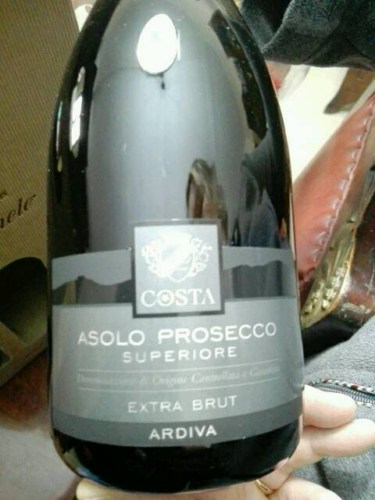 COSTA
ASOLO PROSECCO
SUPERIORE
Denominazione di Origine Controllata e Garantita
EXTRA BRUT
ARDIVA